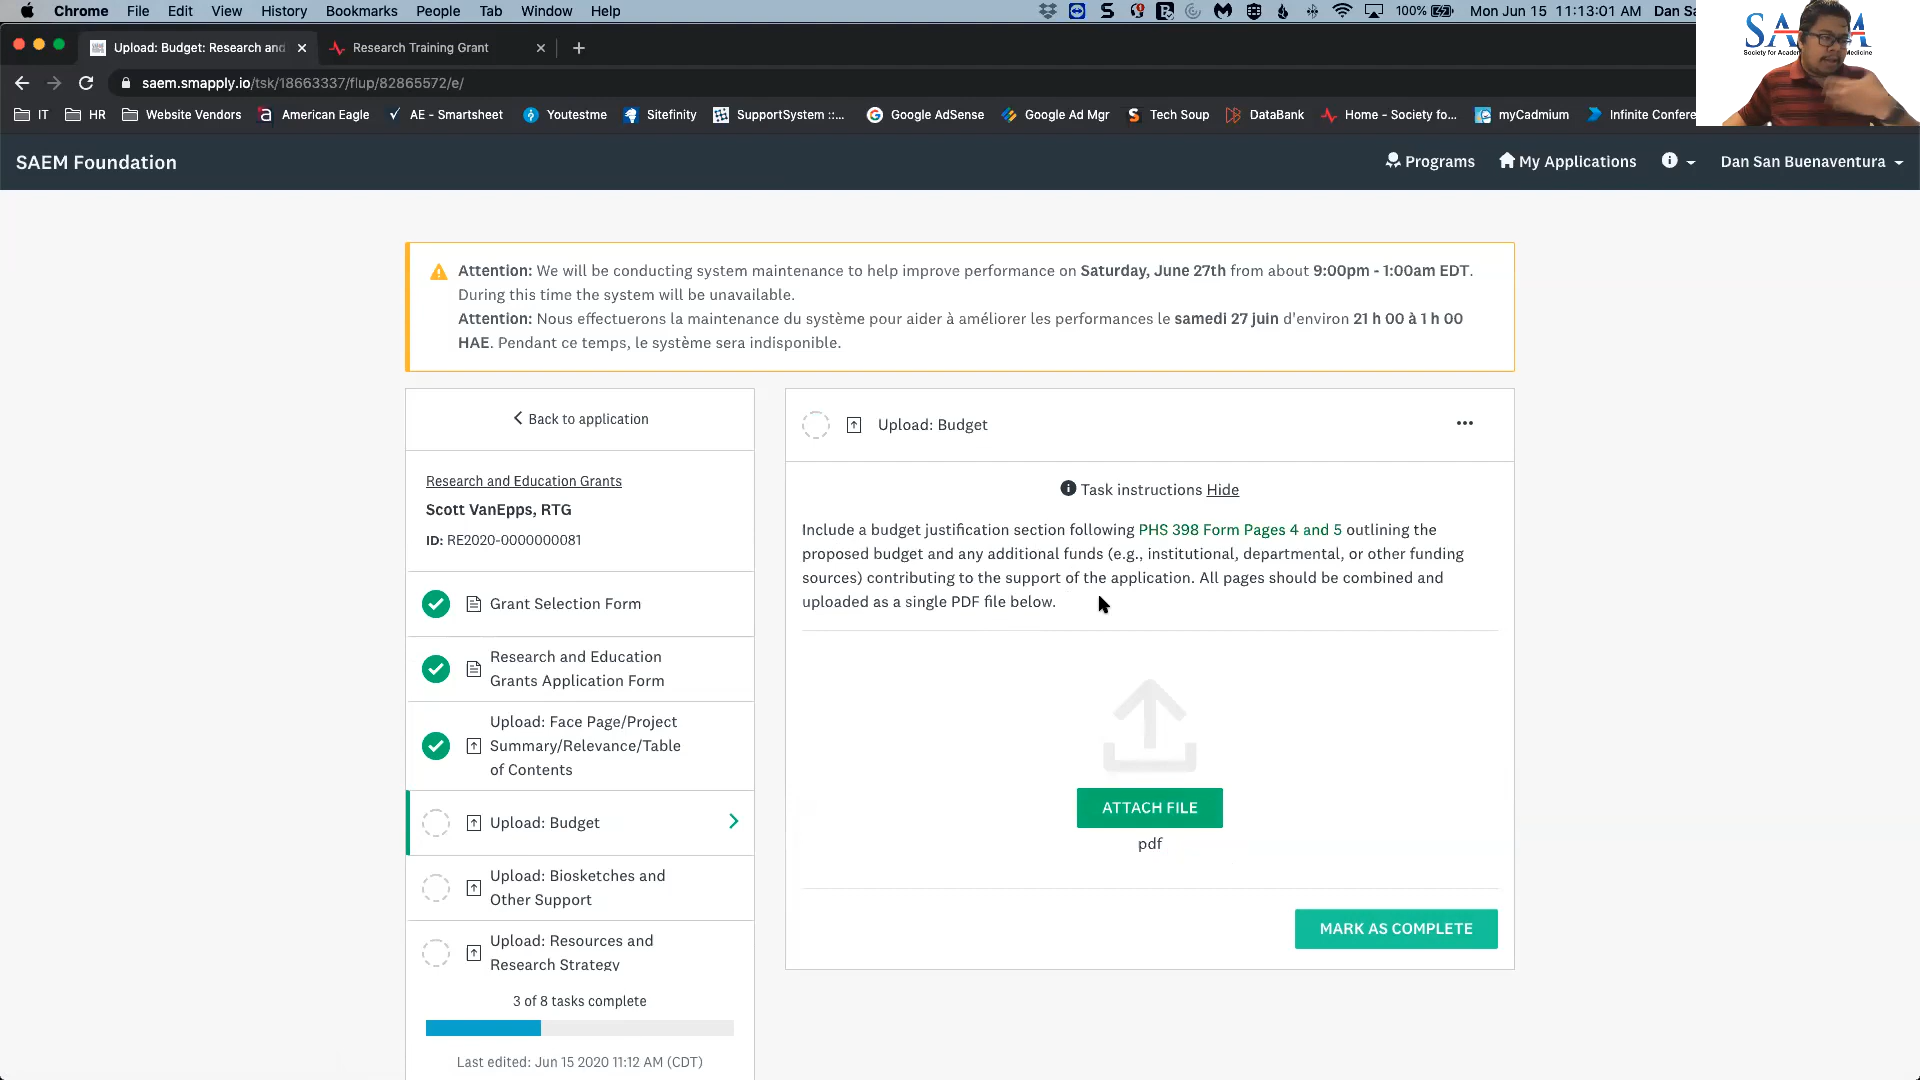 Chrome File Edit View History Bookmarks People Tab Window Help 100% Mon Jun 15 11:13:01 AM Dan Sa
Upload: Budget: Research and Research Training Grant
saem.smapply.io/tsk/18663337/flup/82865572/e/
IT HR Website Vendors American Eagle AE - Smartsheet Youtestme Sitefinity SupportSystem ::... Google AdSense Google Ad Mgr Tech Soup DataBank Home - Society fo... myCadmium Infinite Confere
SAEM Foundation Programs My Applications Dan San Buenaventura
Attention: We will be conducting system maintenance to help improve performance on Saturday, June 27th from about 9:00pm - 1:00am EDT.
During this time the system will be unavailable.
Attention: Nous effectuerons la maintenance du système pour aider à améliorer les performances le samedi 27 juin d'environ 21 h 00 à 1 h 00
HAE. Pendant ce temps, le système sera indisponible.
Back to application
Research and Education Grants
Scott VanEpps, RTG
ID: RE2020-0000000081
Grant Selection Form
Research and Education
Grants Application Form
Upload: Face Page/Project
Summary/Relevance/Table
of Contents
Upload: Budget
Upload: Biosketches and
Other Support
Upload: Resources and
Research Strategy
3 of 8 tasks complete
Last edited: Jun 15 2020 11:12 AM (CDT)
Upload: Budget
Task instructions Hide
Include a budget justification section following PHS 398 Form Pages 4 and 5 outlining the
proposed budget and any additional funds (e.g., institutional, departmental, or other funding
sources) contributing to the support of the application. All pages should be combined and
uploaded as a single PDF file below.
ATTACH FILE
pdf
MARK AS COMPLETE